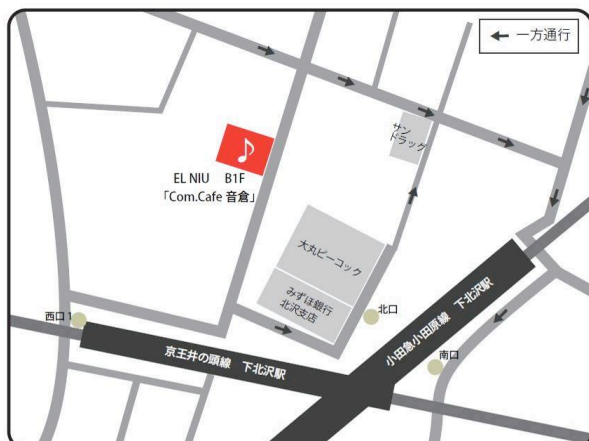 一方通行
サン
ドラッグ
EL NIU B1F
「Com.Cafe 音倉」
大丸ピーコック
みずほ銀行
北沢支店
北口
小田急小田原線 下北沢駅
西口1
京王井の頭線 下北沢駅
南口